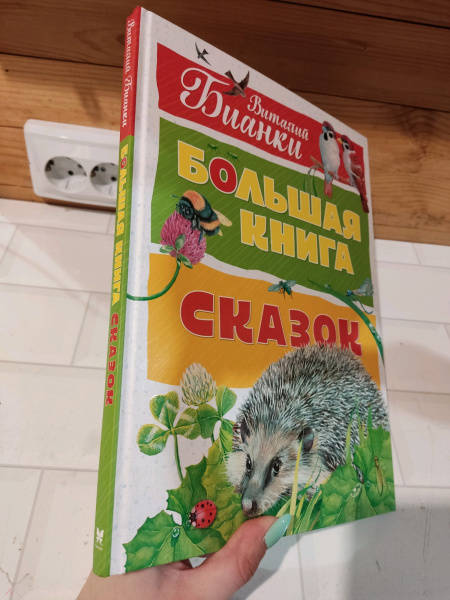 Виталий
Бианки
БОЛЬШАЯ
КНИГА
СКАЗОК
Виталий Бианки БОЛЬШАЯ КНИГА СКАЗОК